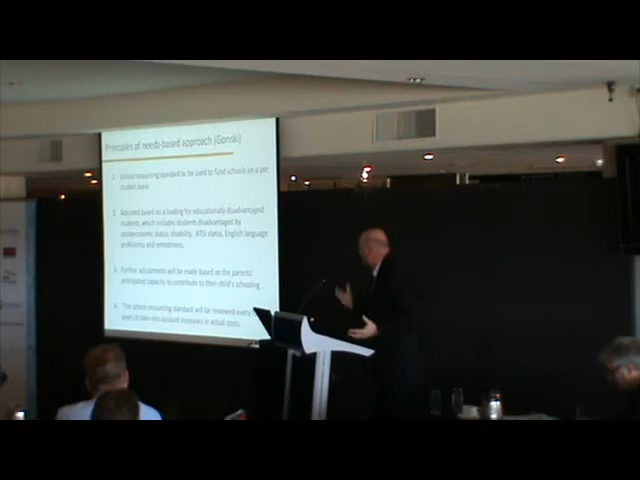 Principles of needs-based approach (Gonski)
1. School resourcing standard to be used to fund schools on a per
student basis
2. Adjusted based on a loading for educationally disadvantaged
students, which includes students disadvantaged by
socioeconomic status, disability, ATSI status, English language
proficiency and remoteness.
3. Further adjustments will be made based on the parents'
anticipated capacity to contribute to their child's schooling
4. The school resourcing standard will be reviewed every
years to take into account increases in actual costs.